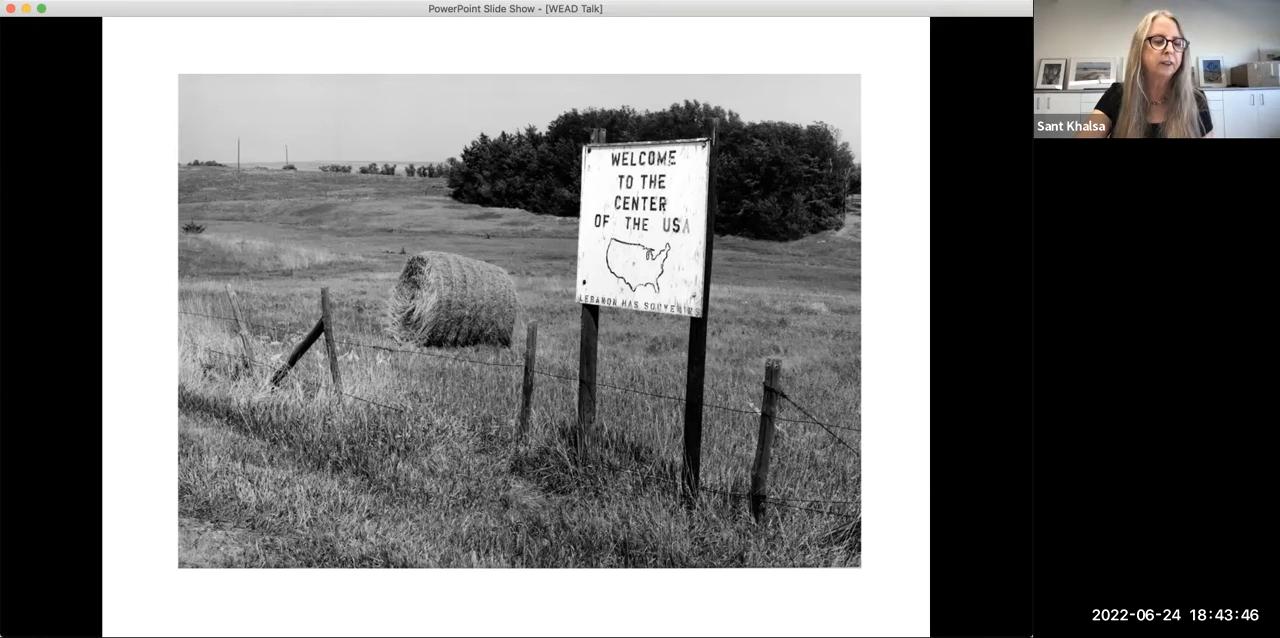 PowerPoint Slide Show - [WEAD Talk]
WELCOME
TO THE
CENTER
OF THE USA
LEBANON HAS SOUVENIRS
Sant Khalsa
2022-06-24 18:43:46